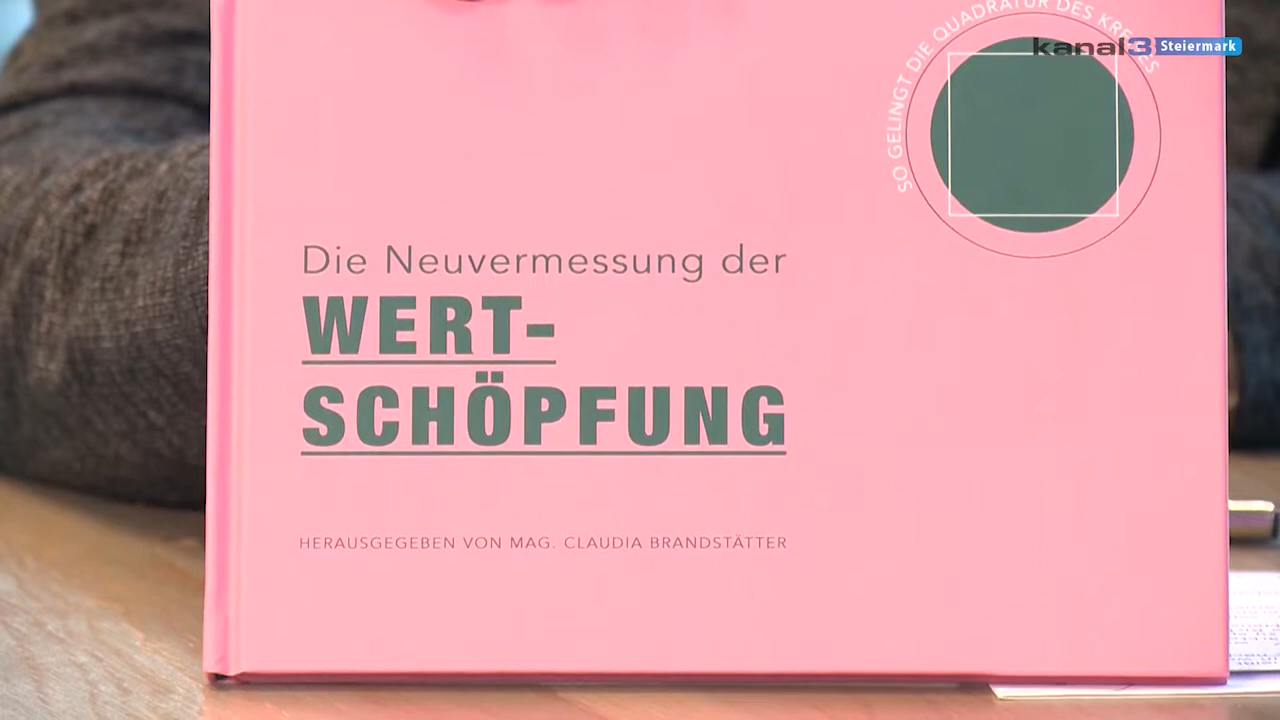 SO GELINGT DIE QUADRATUR DES KREISES
kanal3 Steiermark
Die Neuvermessung der
WERT-
SCHÖPFUNG
HERAUSGEGEBEN VON MAG. CLAUDIA BRANDSTÄTTER